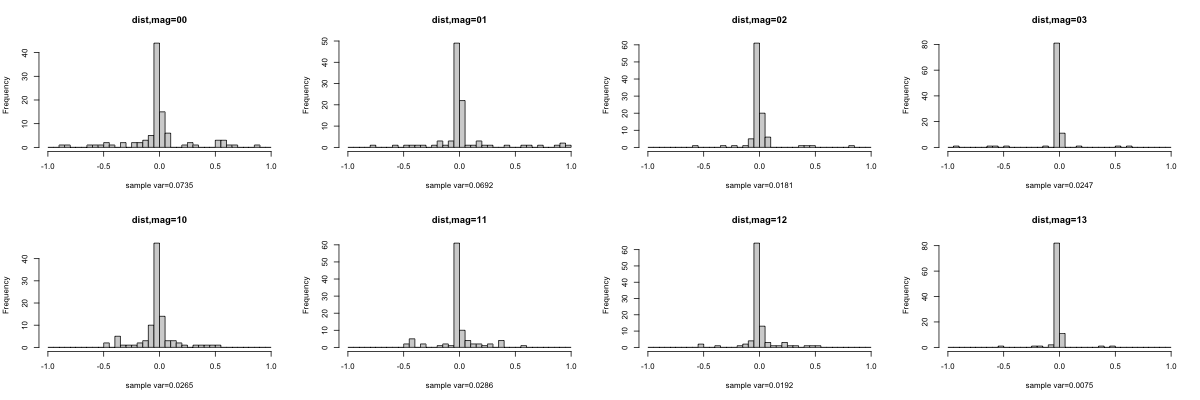 dist,mag=00
Frequency
0 10 20 30 40
-1.0 -0.5 0.0 0.5 1.0
sample var=0.0735
dist,mag=01
Frequency
0 10 20 30 40 50
-1.0 -0.5 0.0 0.5 1.0
sample var=0.0692
dist,mag=02
Frequency
0 10 20 30 40 50 60
-1.0 -0.5 0.0 0.5 1.0
sample var=0.0181
dist,mag=03
Frequency
0 20 40 60 80
-1.0 -0.5 0.0 0.5 1.0
sample var=0.0247
dist,mag=10
Frequency
0 10 20 30 40
-1.0 -0.5 0.0 0.5 1.0
sample var=0.0265
dist,mag=11
Frequency
0 10 20 30 40 50 60
-1.0 -0.5 0.0 0.5 1.0
sample var=0.0286
dist,mag=12
Frequency
0 10 20 30 40 50 60
-1.0 -0.5 0.0 0.5 1.0
sample var=0.0192
dist,mag=13
Frequency
0 20 40 60 80
-1.0 -0.5 0.0 0.5 1.0
sample var=0.0075